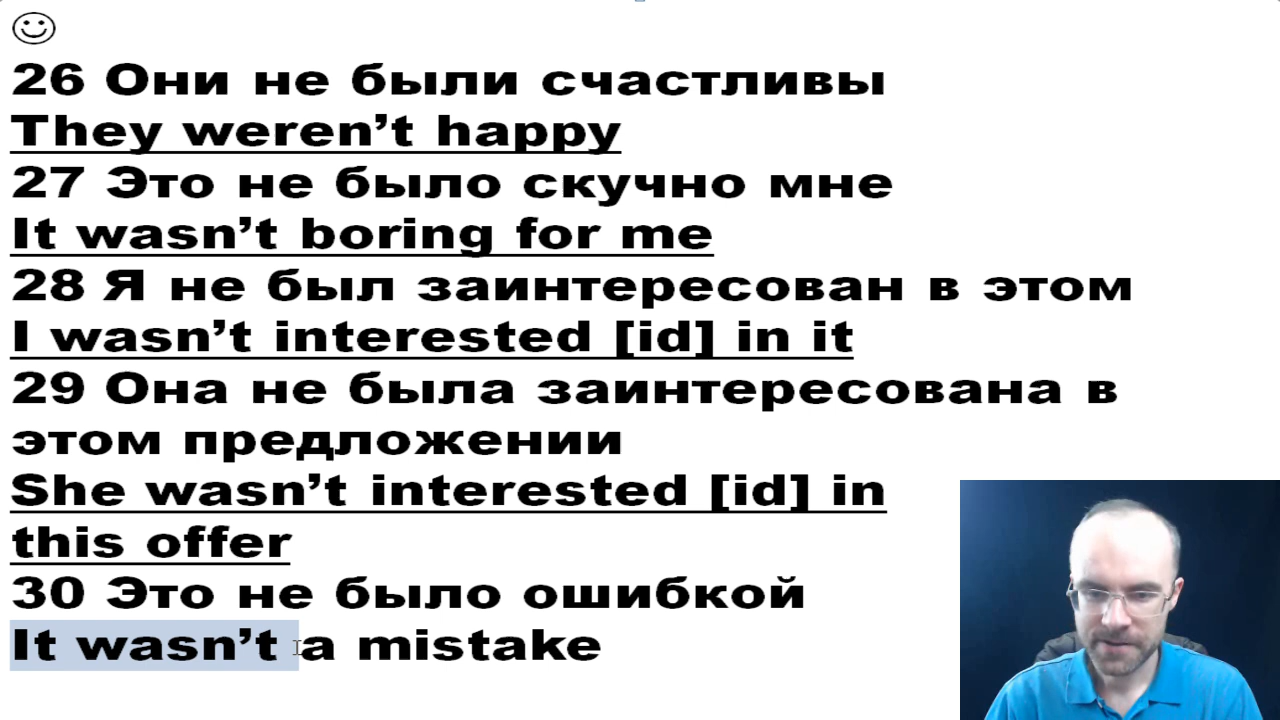 26 Они не были счастливы
They weren’t happy
27 Это не было скучно мне
It wasn’t boring for me
28 Я не был заинтересован в этом
I wasn’t interested [id] in it
29 Она не была заинтересована в
этом предложении
She wasn’t interested [id] in
this offer
30 Это не было ошибкой
It wasn’t a mistake